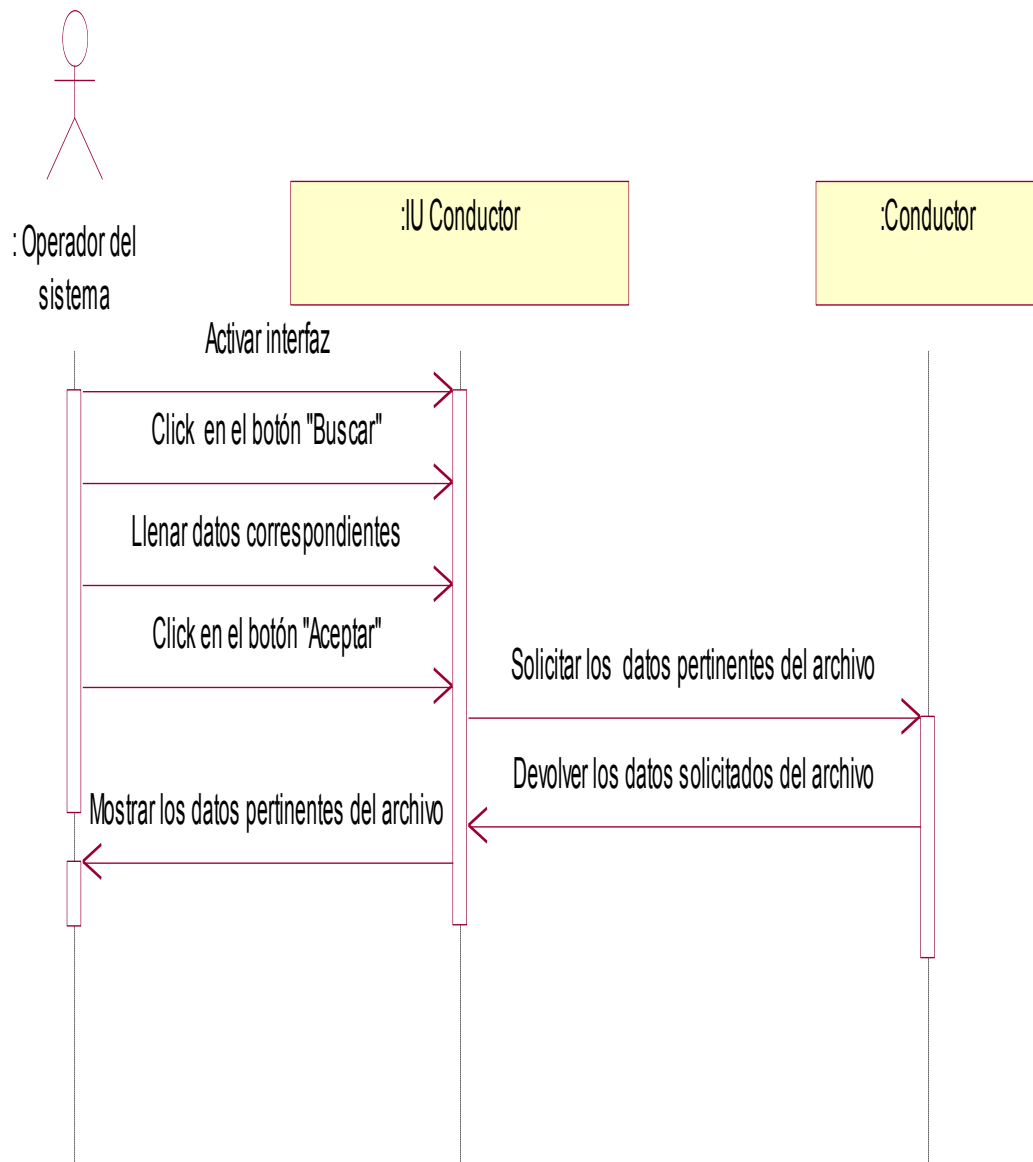 : Operador del
sistema
:IU Conductor
:Conductor
Activar interfaz
Click en el botón "Buscar"
Llenar datos correspondientes
Click en el botón "Aceptar"
Solicitar los datos pertinentes del archivo
Devolver los datos solicitados del archivo
Mostrar los datos pertinentes del archivo